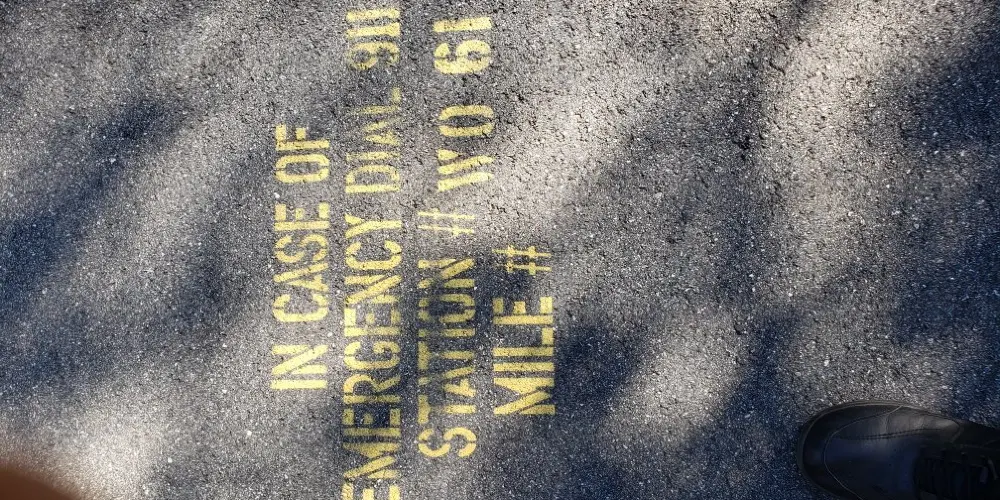 IN CASE OF
EMERGENCY DIAL 911
STATION # WO 61
MILE #